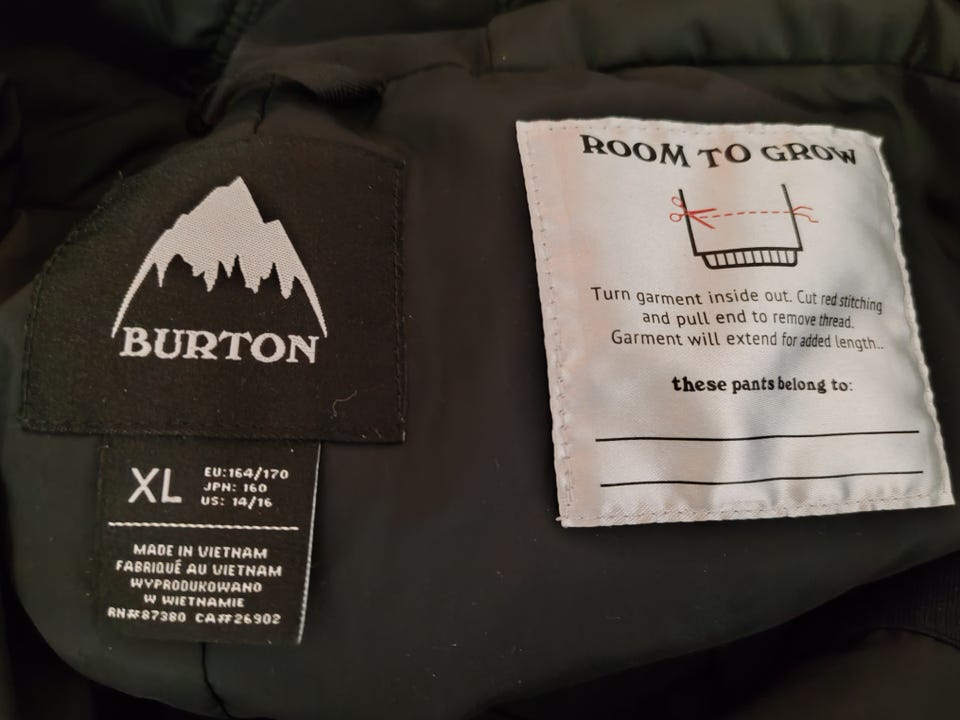 BURTON
XL
EU:164/170
JPN: 160
US: 14/16
MADE IN VIETNAM
FABRIQUÉ AU VIETNAM
WYPRODUKOWANO
W WIETNAMIE
RN#87380 CA#26902
ROOM TO GROW
Turn garment inside out. Cut red stitching
and pull end to remove thread.
Garment will extend for added length..
these pants belong to: